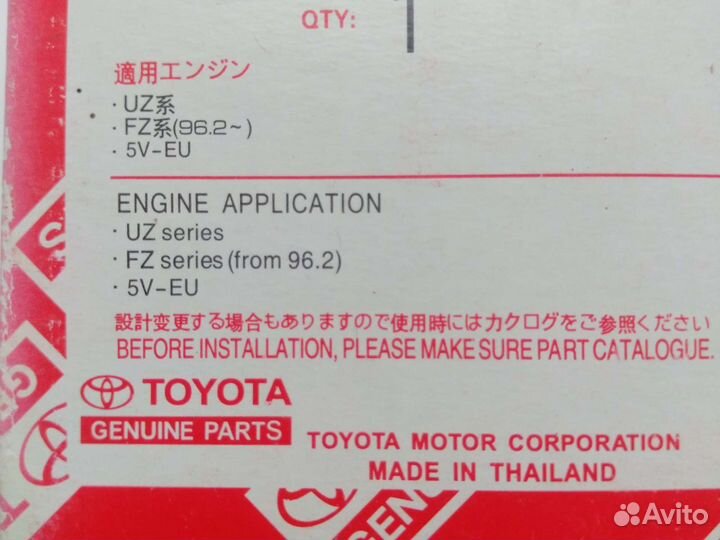 QTY:
適用エンジン
・UZ系
・FZ系(96.2~)
・5V-EU
ENGINE APPLICATION
・UZ series
・FZ series (from 96.2)
・5V-EU
設計変更する場合もありますので使用時にはカクログをご参照ください
BEFORE INSTALLATION, PLEASE MAKE SURE PART CATALOGUE.
TOYOTA
GENUINE PARTS
TOYOTA MOTOR CORPORATION
MADE IN THAILAND
GEN
Avito